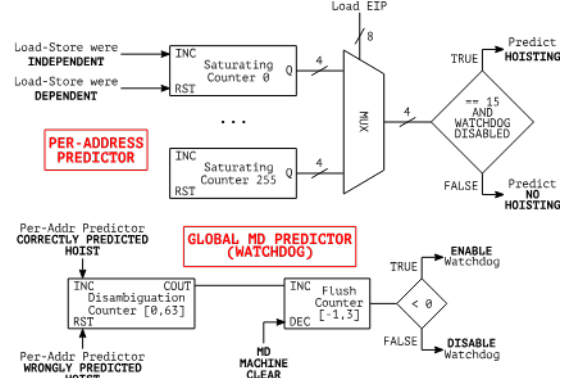 Load EIP
8
Load-Store were
INDEPENDENT
Load-Store were
DEPENDENT
INC
RST
Saturating
Counter 0
Q
4
...
PER-ADDRESS
PREDICTOR
INC
RST
Saturating
Counter 255
Q
4
MUX
4
== 15
AND
WATCHDOG
DISABLED
TRUE
Predict
HOISTING
FALSE
Predict
NO
HOISTING
Per-Addr Predictor
CORRECTLY PREDICTED
HOIST
GLOBAL MD PREDICTOR
(WATCHDOG)
INC
COUT
Disambiguation
Counter [0,63]
RST
Per-Addr Predictor
WRONGLY PREDICTED
HOIST
INC
Flush
Counter
[-1,3]
DEC
MD
MACHINE
CLEAR
< 0
TRUE
ENABLE
Watchdog
FALSE
DISABLE
Watchdog